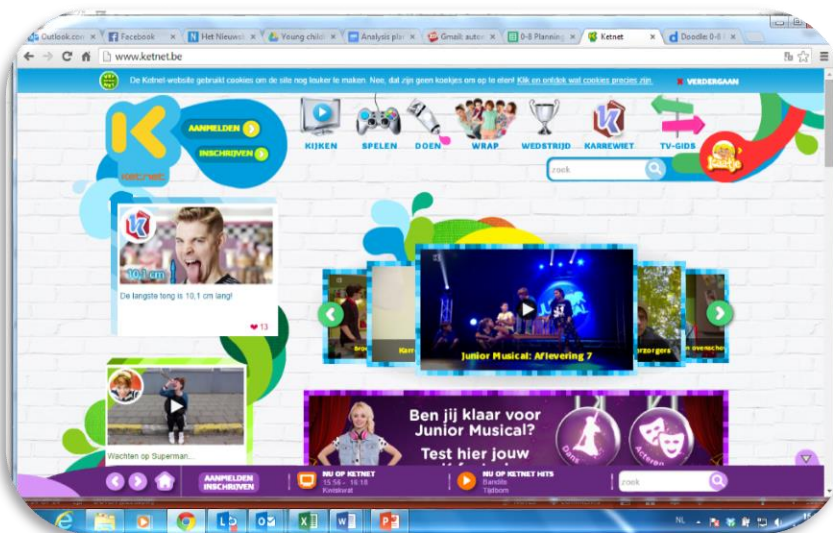 Outlook.com
Facebook
Het Nieuws
Young child
Analysis pla
Gmail: autor
0-8 Planning
Ketnet
Doodle: 0-8
www.ketnet.be
De Ketnet-website gebruikt cookies om de site nog leuker te maken. Nee, dat zijn geen koekjes om op te eten! Klik en ontdek wat cookies precies zijn.
VERDERGAAN
AANMELDEN
INSCHRIJVEN
Ketnet
KIJKEN
SPELEN
DOEN
WRAP
WEDSTRIJD
KARREWIET
TV-GIDS
zoek
Kaatje
10,1 cm
De langste tong is 10,1 cm lang!
13
Junior Musical: Aflevering 7
Wachten op Superman...
Ben jij klaar voor
Junior Musical?
Test hier jouw
Dans
Acteren
AANMELDEN
INSCHRIJVEN
NU OP KETNET
15:56 - 16:18
NU OP KETNET HITS
Bandits
zoek
NL